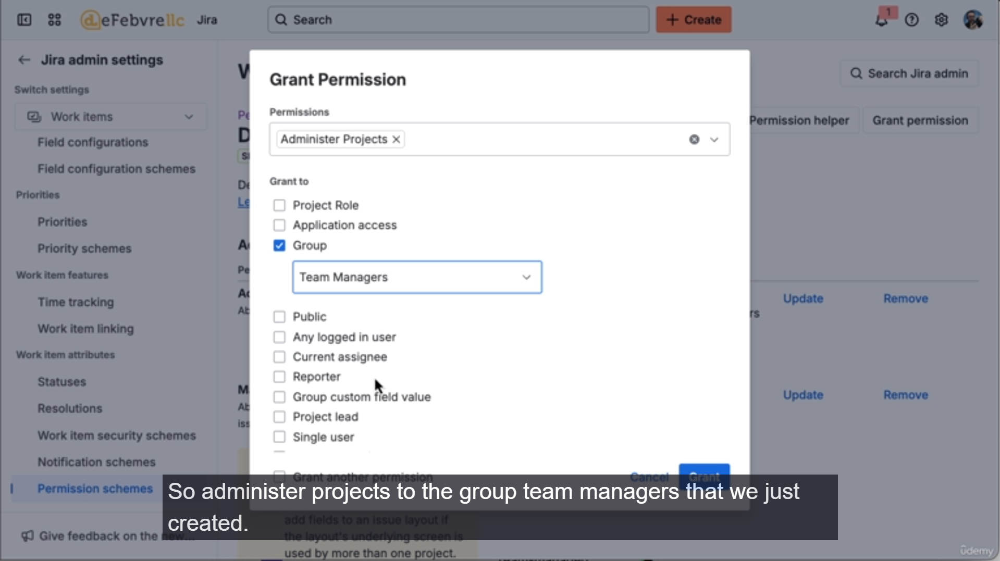 deFebvrellc Jira
Search
+ Create
1
Jira admin settings
Search Jira admin
Switch settings
Work items
Field configurations
Field configuration schemes
Priorities
Priorities
Priority schemes
Work item features
Time tracking
Work item linking
Work item attributes
Statuses
Resolutions
Work item security schemes
Notification schemes
Permission schemes
Give feedback on the new...
Permission helper
Grant permission
Grant Permission
Permissions
Administer Projects
Grant to
Project Role
Application access
Group
Team Managers
Public
Any logged in user
Current assignee
Reporter
Group custom field value
Project lead
Single user
Grant another permission
Cancel
Grant
Update Remove
rs
Update Remove
So administer projects to the group team managers that we just
created.
add fields to an issue layout if
the layout's underlying screen is
used by more than one project.
ûdemy